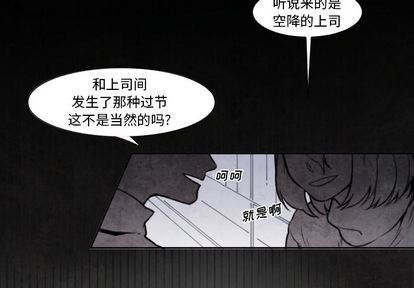 听说来的是
空降的上司
和上司间
发生了那种过节
这不是当然的吗?
呵呵
就是啊